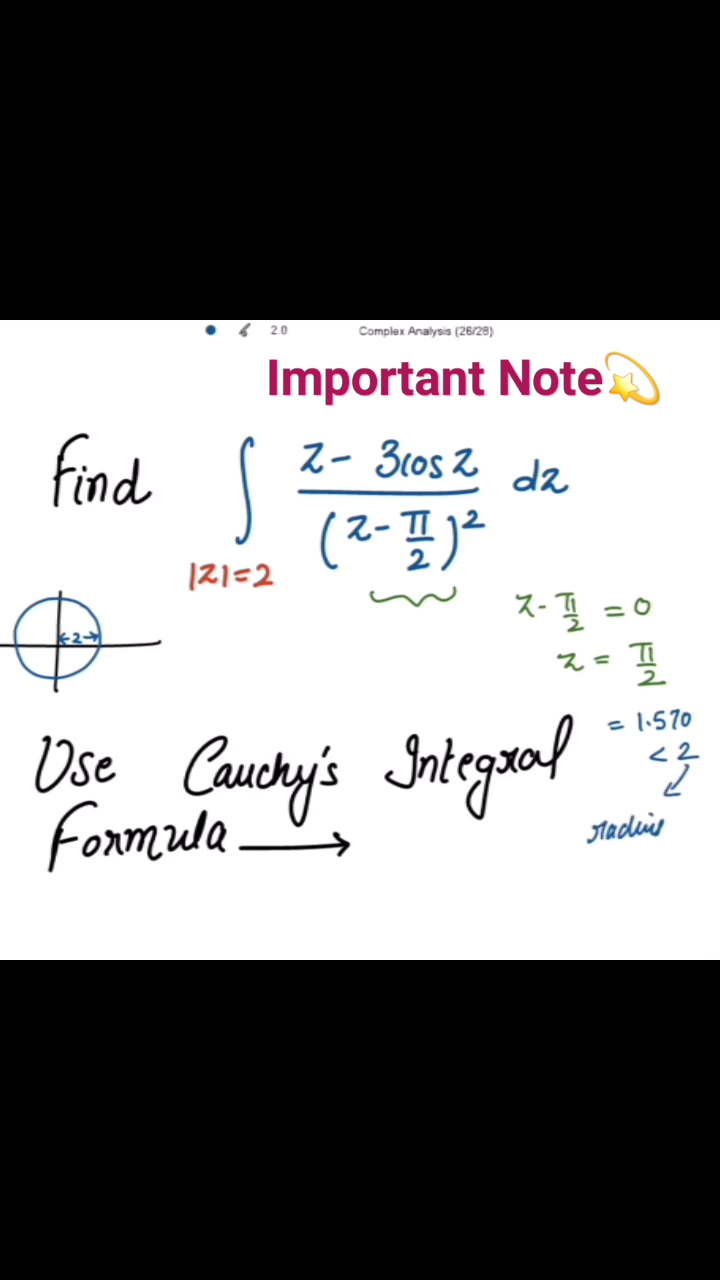 2.0 Complex Analysis (26/28)
Important Note💫
Find ∫ z - 3cos z dz
(z - π/2)²
|z|=2
z - π/2 = 0
←2→
z = π/2
= 1.570
< 2
Use Cauchy's Integral
radius
Formula →